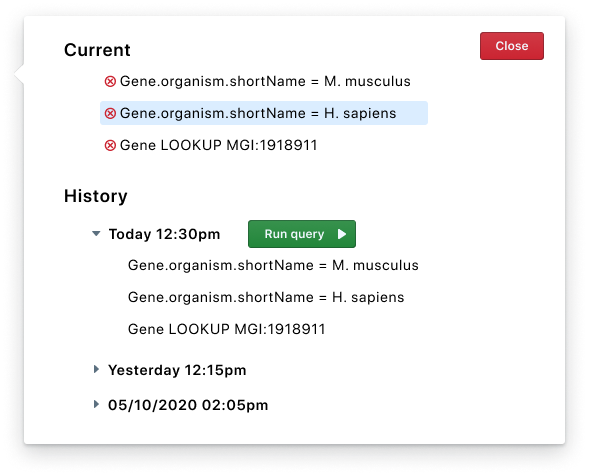 Current
Close
Gene.organism.shortName = M. musculus
Gene.organism.shortName = H. sapiens
Gene LOOKUP MGI:1918911
History
Today 12:30pm
Run query
Gene.organism.shortName = M. musculus
Gene.organism.shortName = H. sapiens
Gene LOOKUP MGI:1918911
Yesterday 12:15pm
05/10/2020 02:05pm